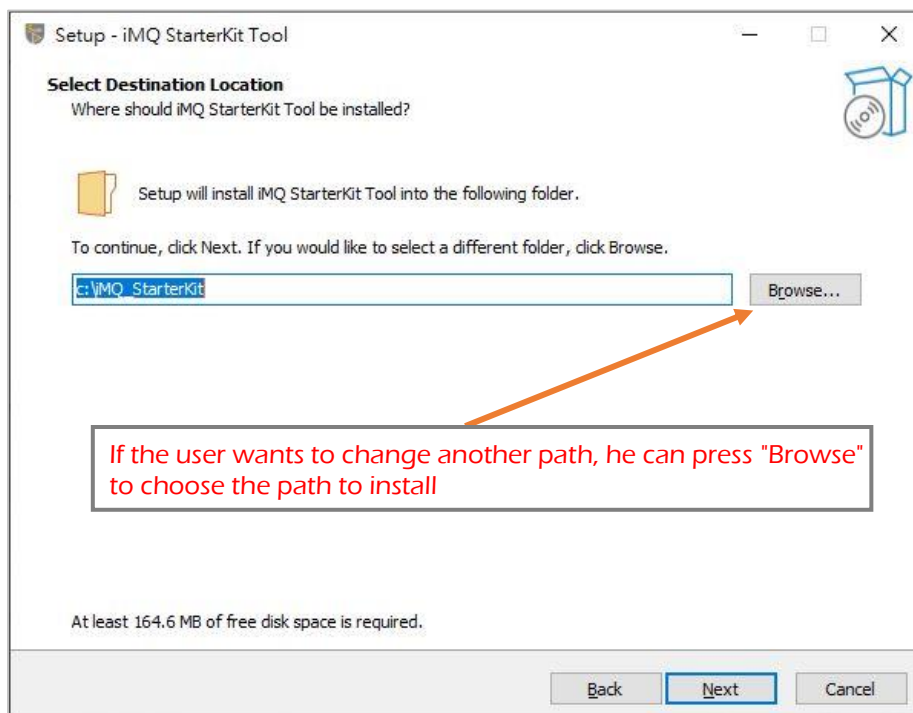 Setup - iMQ StarterKit Tool
Select Destination Location
Where should iMQ StarterKit Tool be installed?
Setup will install iMQ StarterKit Tool into the following folder.
To continue, click Next. If you would like to select a different folder, click Browse.
c:\iMQ_StarterKit
Browse...
If the user wants to change another path, he can press "Browse"
to choose the path to install
At least 164.6 MB of free disk space is required.
Back
Next
Cancel